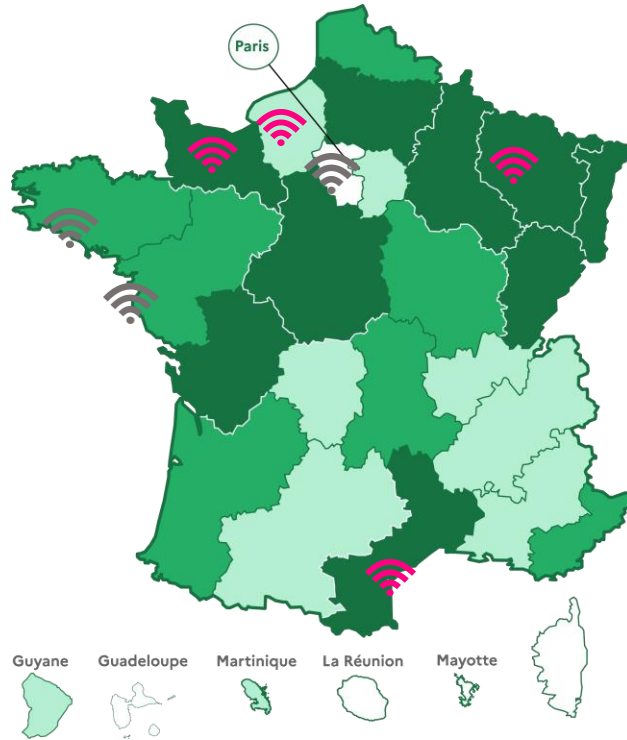 Paris
Guyane
Guadeloupe
Martinique
La Réunion
Mayotte